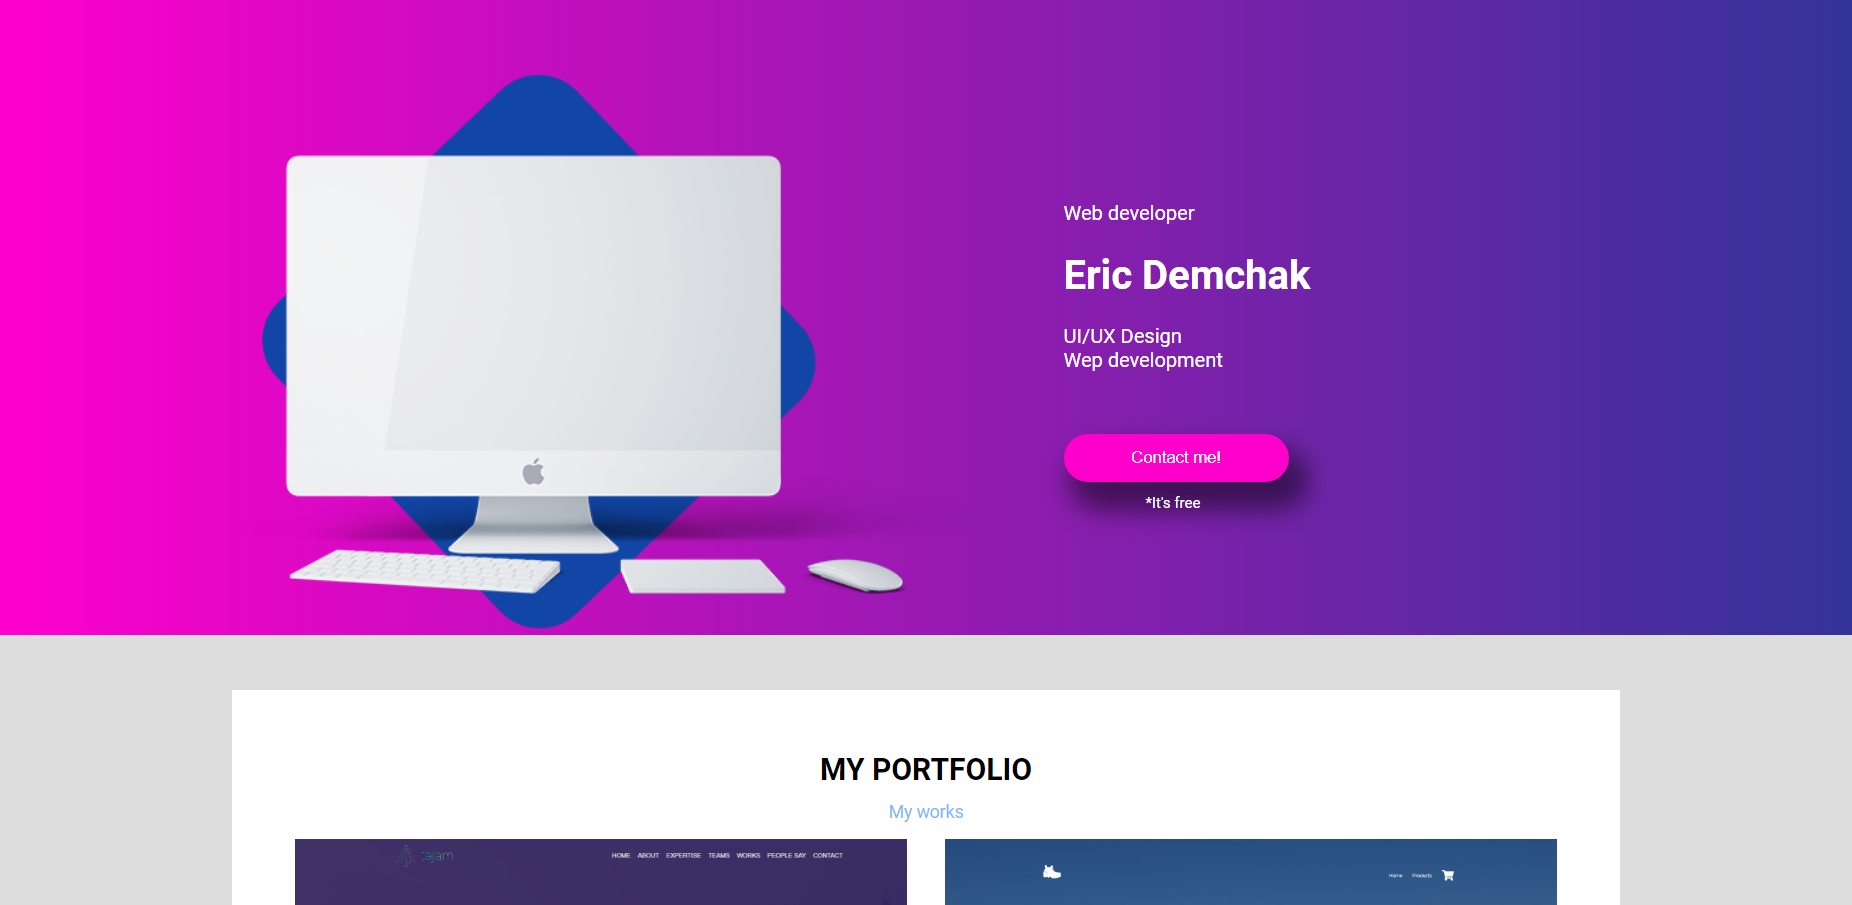 Web developer
Eric Demchak
UI/UX Design
Wep development
Contact me!
*It's free
MY PORTFOLIO
My works
HOME ABOUT EXPERTISE TEAMS WORKS PEOPLE SAY CONTACT
Home Products